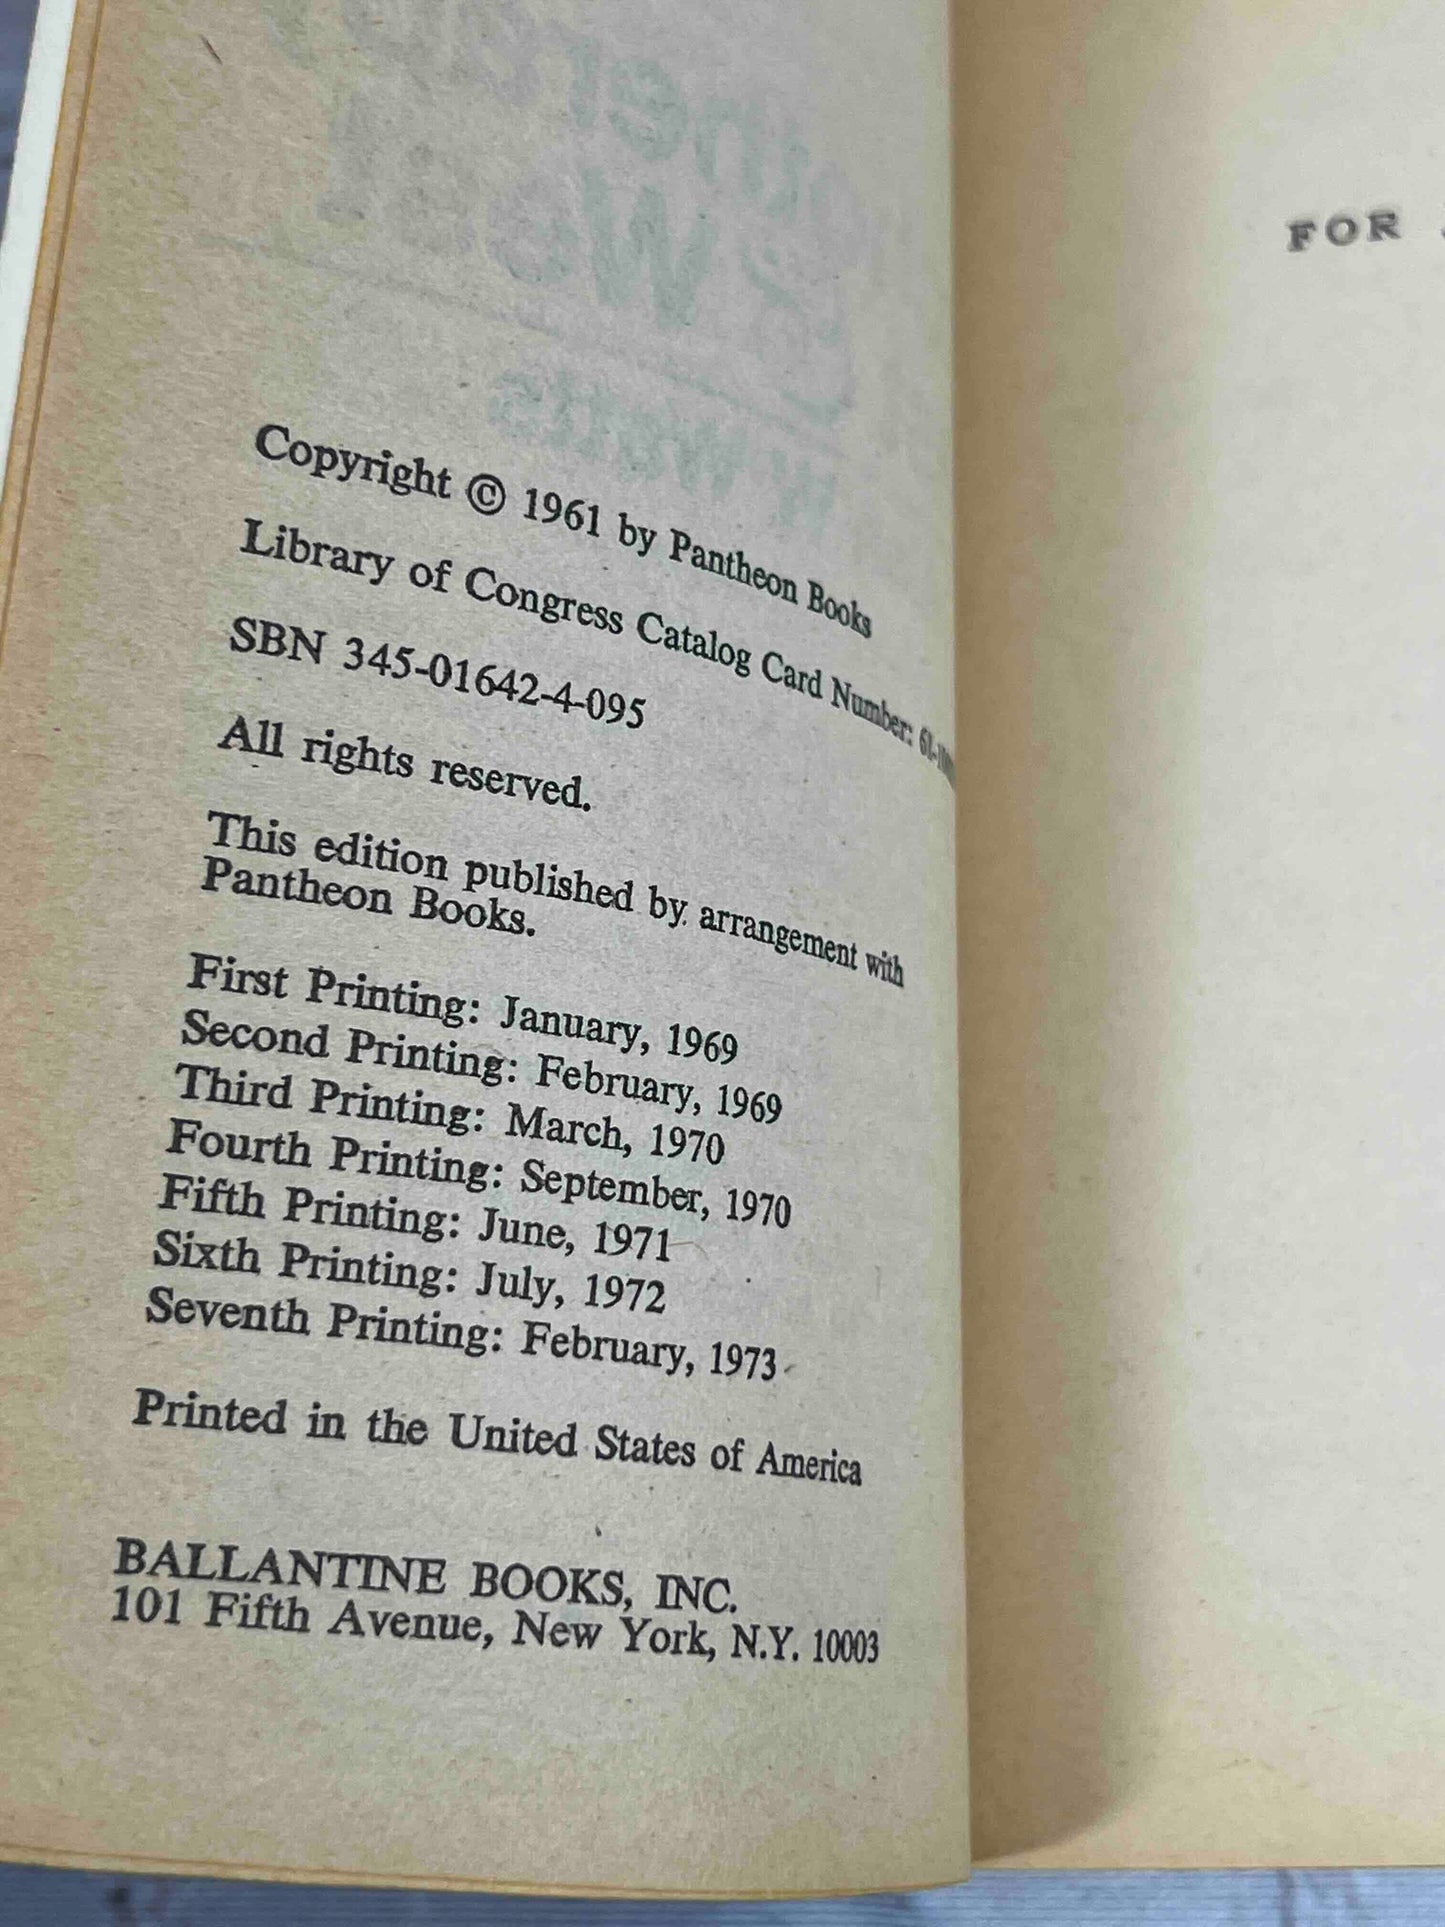 Copyright © 1961 by Pantheon Books
Library of Congress Catalog Card Number:
SBN 345-01642-4-095
All rights reserved.
This edition published by arrangement with
Pantheon Books.
First Printing: January, 1969
Second Printing: February, 1969
Third Printing: March, 1970
Fourth Printing: September, 1970
Fifth Printing: June, 1971
Sixth Printing: July, 1972
Seventh Printing: February, 1973
Printed in the United States of America
BALLANTINE BOOKS, INC.
101 Fifth Avenue, New York, N.Y. 10003
FOR